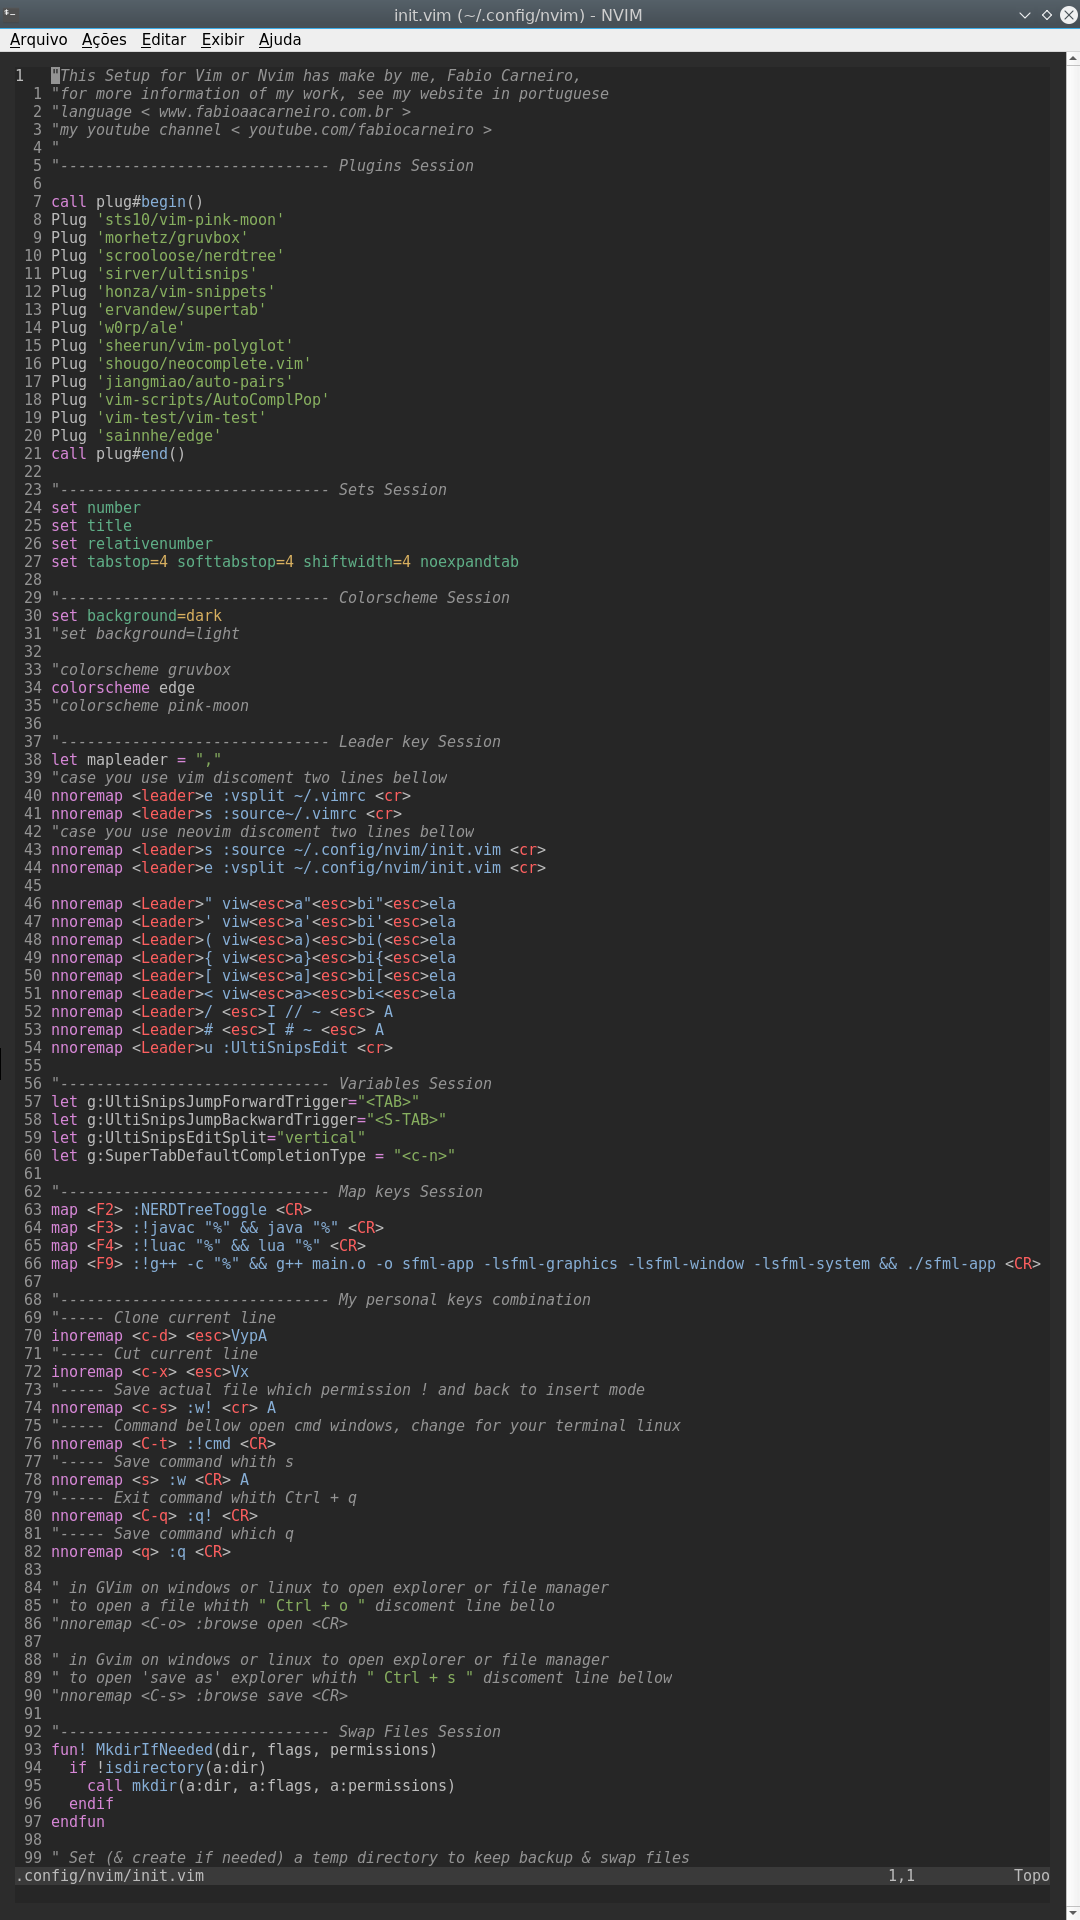 init.vim (~/.config/nvim) - NVIM
Arquivo Ações Editar Exibir Ajuda
1   "This Setup for Vim or Nvim has make by me, Fabio Carneiro,
  1 "for more information of my work, see my website in portuguese
  2 "language < www.fabioaacarneiro.com.br >
  3 "my youtube channel < youtube.com/fabiocarneiro >
  4 "
  5 "------------------------------ Plugins Session
  6
  7 call plug#begin()
  8 Plug 'sts10/vim-pink-moon'
  9 Plug 'morhetz/gruvbox'
 10 Plug 'scrooloose/nerdtree'
 11 Plug 'sirver/ultisnips'
 12 Plug 'honza/vim-snippets'
 13 Plug 'ervandew/supertab'
 14 Plug 'w0rp/ale'
 15 Plug 'sheerun/vim-polyglot'
 16 Plug 'shougo/neocomplete.vim'
 17 Plug 'jiangmiao/auto-pairs'
 18 Plug 'vim-scripts/AutoComplPop'
 19 Plug 'vim-test/vim-test'
 20 Plug 'sainnhe/edge'
 21 call plug#end()
 22
 23 "------------------------------ Sets Session
 24 set number
 25 set title
 26 set relativenumber
 27 set tabstop=4 softtabstop=4 shiftwidth=4 noexpandtab
 28
 29 "------------------------------ Colorscheme Session
 30 set background=dark
 31 "set background=light
 32
 33 "colorscheme gruvbox
 34 colorscheme edge
 35 "colorscheme pink-moon
 36
 37 "------------------------------ Leader key Session
 38 let mapleader = ","
 39 "case you use vim discoment two lines bellow
 40 nnoremap <leader>e :vsplit ~/.vimrc <cr>
 41 nnoremap <leader>s :source~/.vimrc <cr>
 42 "case you use neovim discoment two lines bellow
 43 nnoremap <leader>s :source ~/.config/nvim/init.vim <cr>
 44 nnoremap <leader>e :vsplit ~/.config/nvim/init.vim <cr>
 45
 46 nnoremap <Leader>" viw<esc>a"<esc>bi"<esc>ela
 47 nnoremap <Leader>' viw<esc>a'<esc>bi'<esc>ela
 48 nnoremap <Leader>( viw<esc>a)<esc>bi(<esc>ela
 49 nnoremap <Leader>{ viw<esc>a}<esc>bi{<esc>ela
 50 nnoremap <Leader>[ viw<esc>a]<esc>bi[<esc>ela
 51 nnoremap <Leader>< viw<esc>a><esc>bi<<esc>ela
 52 nnoremap <Leader>/ <esc>I // ~ <esc> A
 53 nnoremap <Leader># <esc>I # ~ <esc> A
 54 nnoremap <Leader>u :UltiSnipsEdit <cr>
 55
 56 "------------------------------ Variables Session
 57 let g:UltiSnipsJumpForwardTrigger="<TAB>"
 58 let g:UltiSnipsJumpBackwardTrigger="<S-TAB>"
 59 let g:UltiSnipsEditSplit="vertical"
 60 let g:SuperTabDefaultCompletionType = "<c-n>"
 61
 62 "------------------------------ Map keys Session
 63 map <F2> :NERDTreeToggle <CR>
 64 map <F3> :!javac "%" && java "%" <CR>
 65 map <F4> :!luac "%" && lua "%" <CR>
 66 map <F9> :!g++ -c "%" && g++ main.o -o sfml-app -lsfml-graphics -lsfml-window -lsfml-system && ./sfml-app <CR>
 67
 68 "------------------------------ My personal keys combination
 69 "----- Clone current line
 70 inoremap <c-d> <esc>VypA
 71 "----- Cut current line
 72 inoremap <c-x> <esc>Vx
 73 "----- Save actual file which permission ! and back to insert mode
 74 nnoremap <c-s> :w! <cr> A
 75 "----- Command bellow open cmd windows, change for your terminal linux
 76 nnoremap <C-t> :!cmd <CR>
 77 "----- Save command whith s
 78 nnoremap <s> :w <CR> A
 79 "----- Exit command whith Ctrl + q
 80 nnoremap <C-q> :q! <CR>
 81 "----- Save command which q
 82 nnoremap <q> :q <CR>
 83
 84 " in GVim on windows or linux to open explorer or file manager
 85 " to open a file whith " Ctrl + o " discoment line bello
 86 "nnoremap <C-o> :browse open <CR>
 87
 88 " in Gvim on windows or linux to open explorer or file manager
 89 " to open 'save as' explorer whith " Ctrl + s " discoment line bellow
 90 "nnoremap <C-s> :browse save <CR>
 91
 92 "------------------------------ Swap Files Session
 93 fun! MkdirIfNeeded(dir, flags, permissions)
 94   if !isdirectory(a:dir)
 95     call mkdir(a:dir, a:flags, a:permissions)
 96   endif
 97 endfun
 98
 99 " Set (& create if needed) a temp directory to keep backup & swap files
.config/nvim/init.vim 1,1 Topo